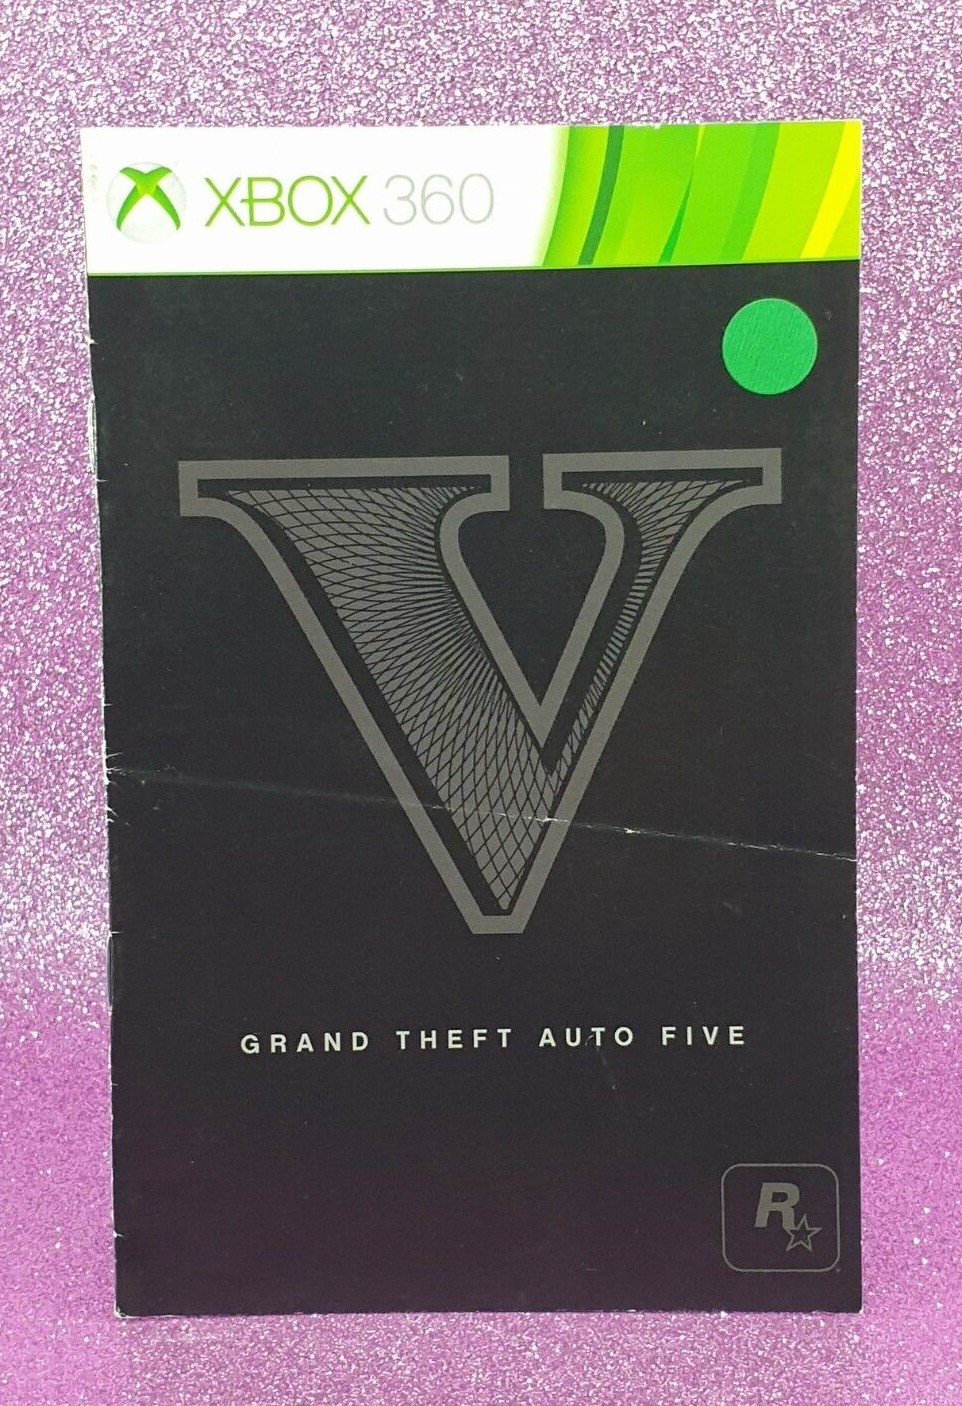 XBOX 360
V
GRAND THEFT AUTO FIVE
R